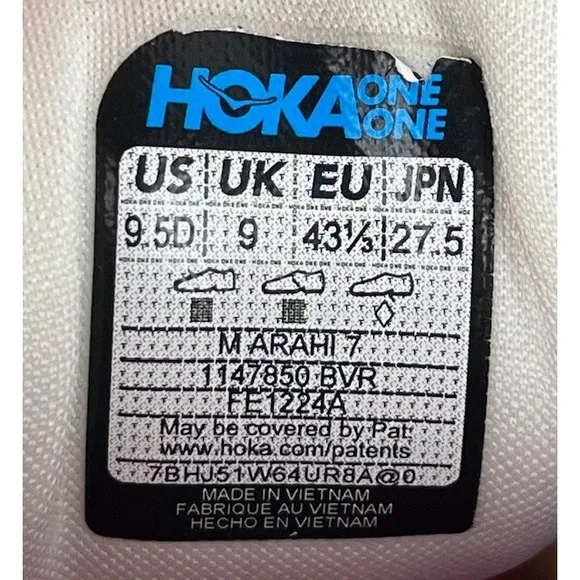 HOKA ONE ONE
US UK EU JPN
9.5D 9 43⅓ 27.5
M ARAHI 7
1147850 BVR
FE1224A
May be covered by Pat:
www.hoka.com/patents
7BHJ51W64UR8A@0
MADE IN VIETNAM
FABRIQUE AU VIETNAM
HECHO EN VIETNAM